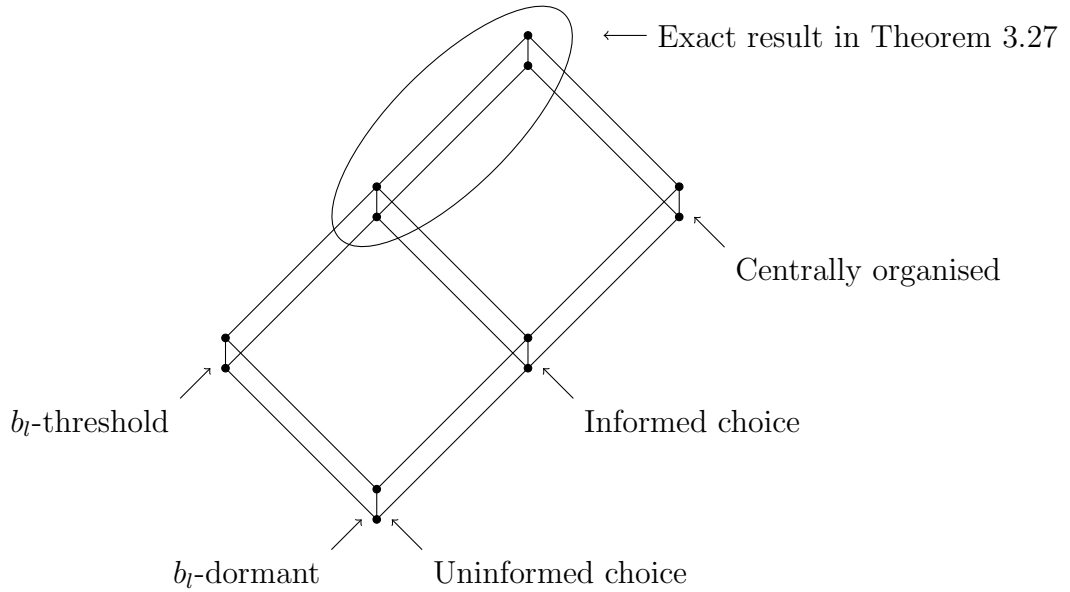 Exact result in Theorem 3.27
Centrally organised
b_l-threshold
Informed choice
b_l-dormant
Uninformed choice